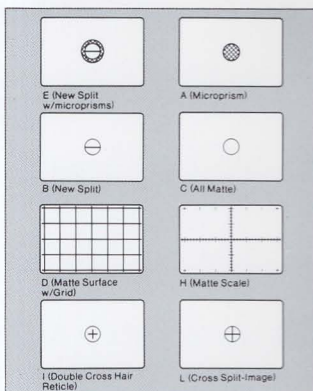 E (New Split
w/microprisms)
A (Microprism)
B (New Split)
C (All Matte)
D (Matte Surface
w/Grid)
H (Matte Scale)
I (Double Cross Hair
Reticle)
L (Cross Split-Image)